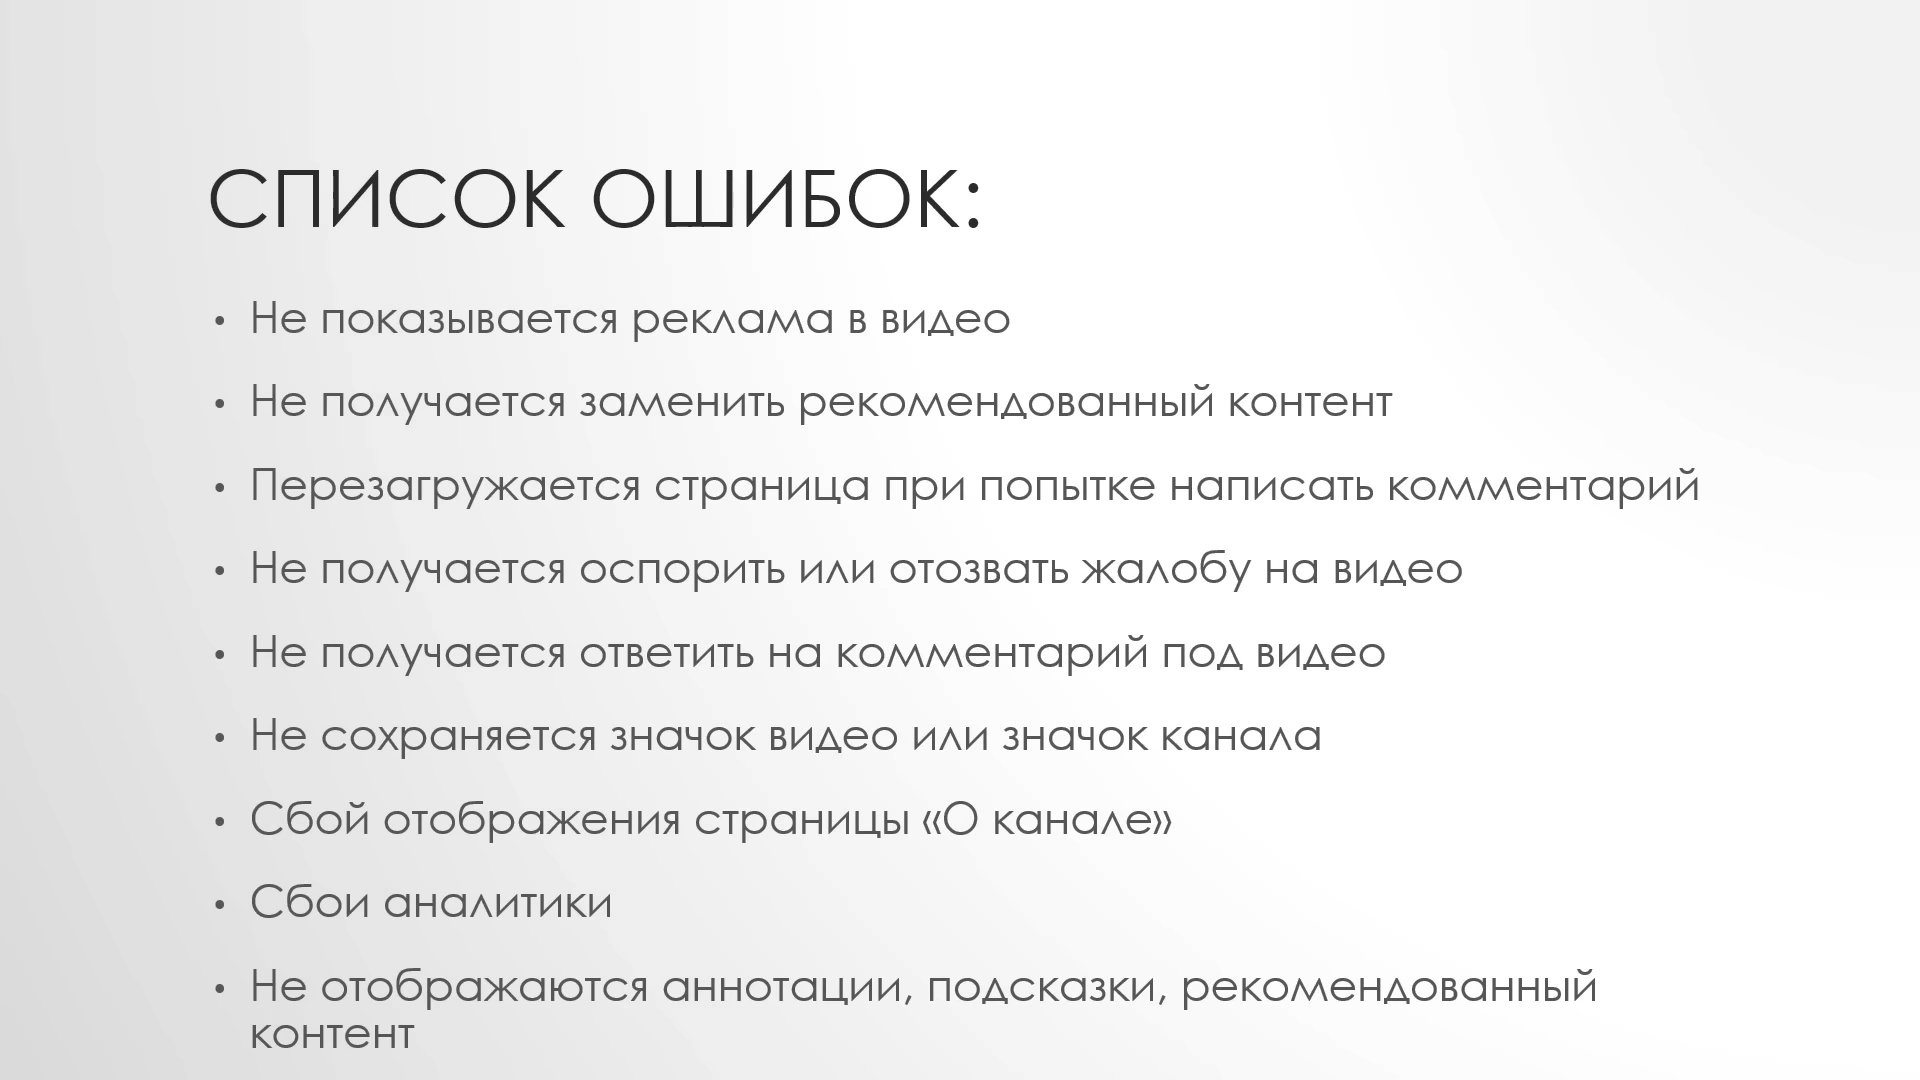 СПИСОК ОШИБОК:
• Не показывается реклама в видео
• Не получается заменить рекомендованный контент
• Перезагружается страница при попытке написать комментарий
• Не получается оспорить или отозвать жалобу на видео
• Не получается ответить на комментарий под видео
• Не сохраняется значок видео или значок канала
• Сбой отображения страницы «О канале»
• Сбои аналитики
• Не отображаются аннотации, подсказки, рекомендованный
контент